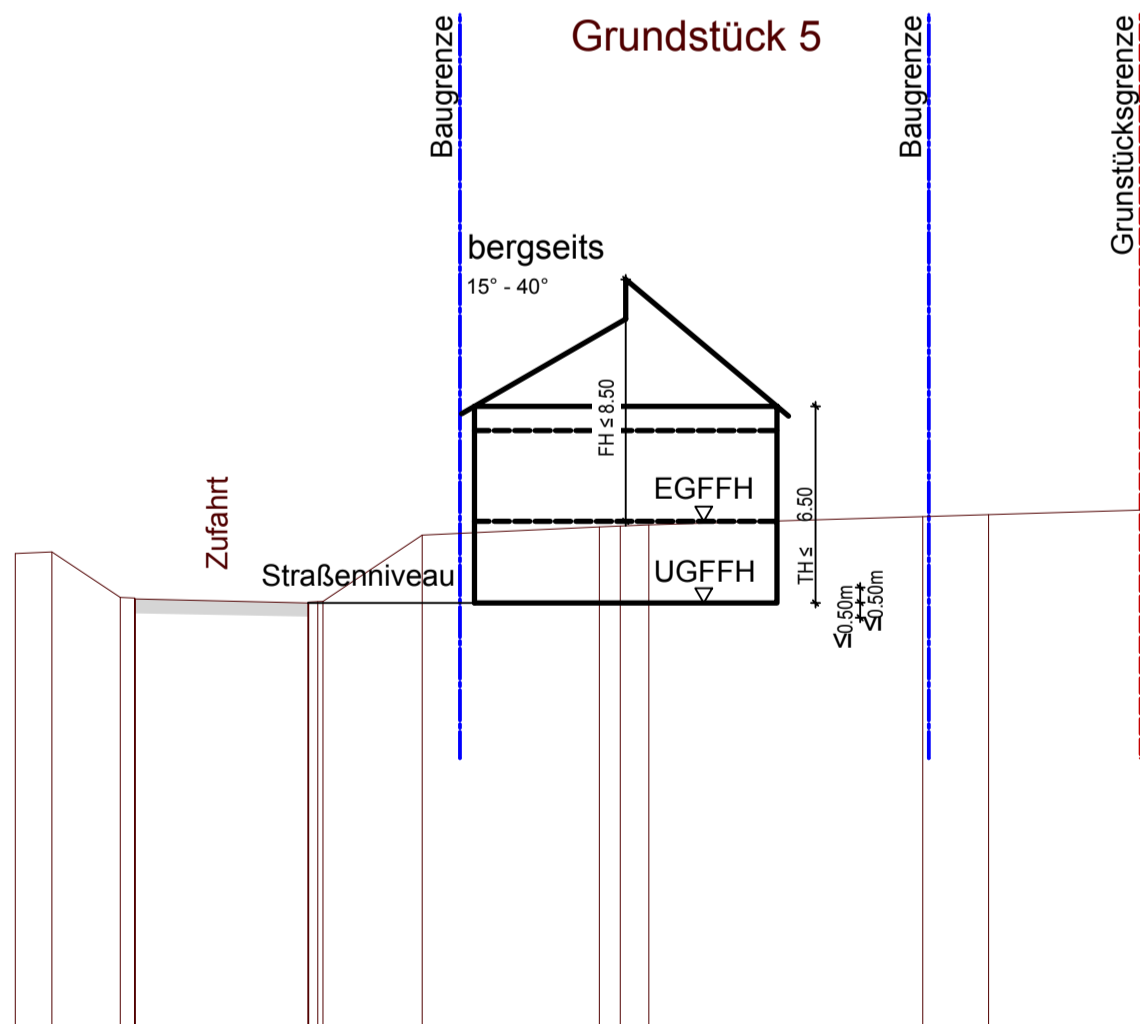 Grundstück 5
Baugrenze
Baugrenze
Grunstücksgrenze
bergseits
15° - 40°
FH ≤ 8.50
EGFFH
Zufahrt
Straßenniveau
UGFFH
TH ≤ 6.50
≤0.50m
≤0.50m